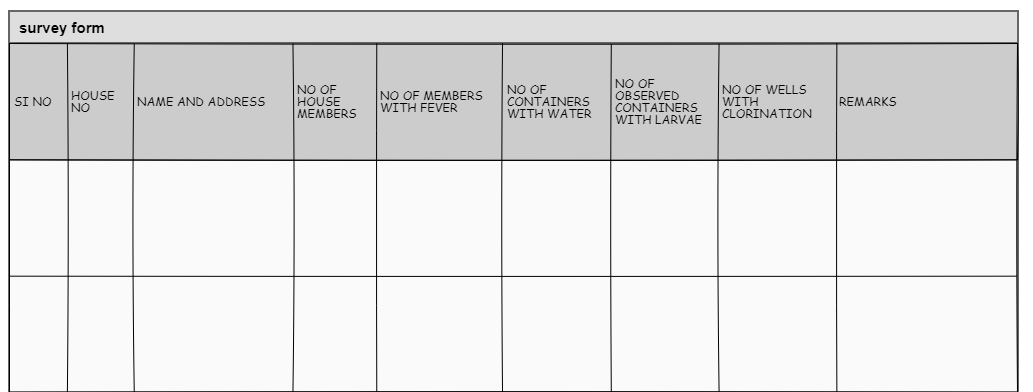 survey form
SI NO
HOUSE
NO
NAME AND ADDRESS
NO OF
HOUSE
MEMBERS
NO OF MEMBERS
WITH FEVER
NO OF
CONTAINERS
WITH WATER
NO OF
OBSERVED
CONTAINERS
WITH LARVAE
NO OF WELLS
WITH
CLORINATION
REMARKS